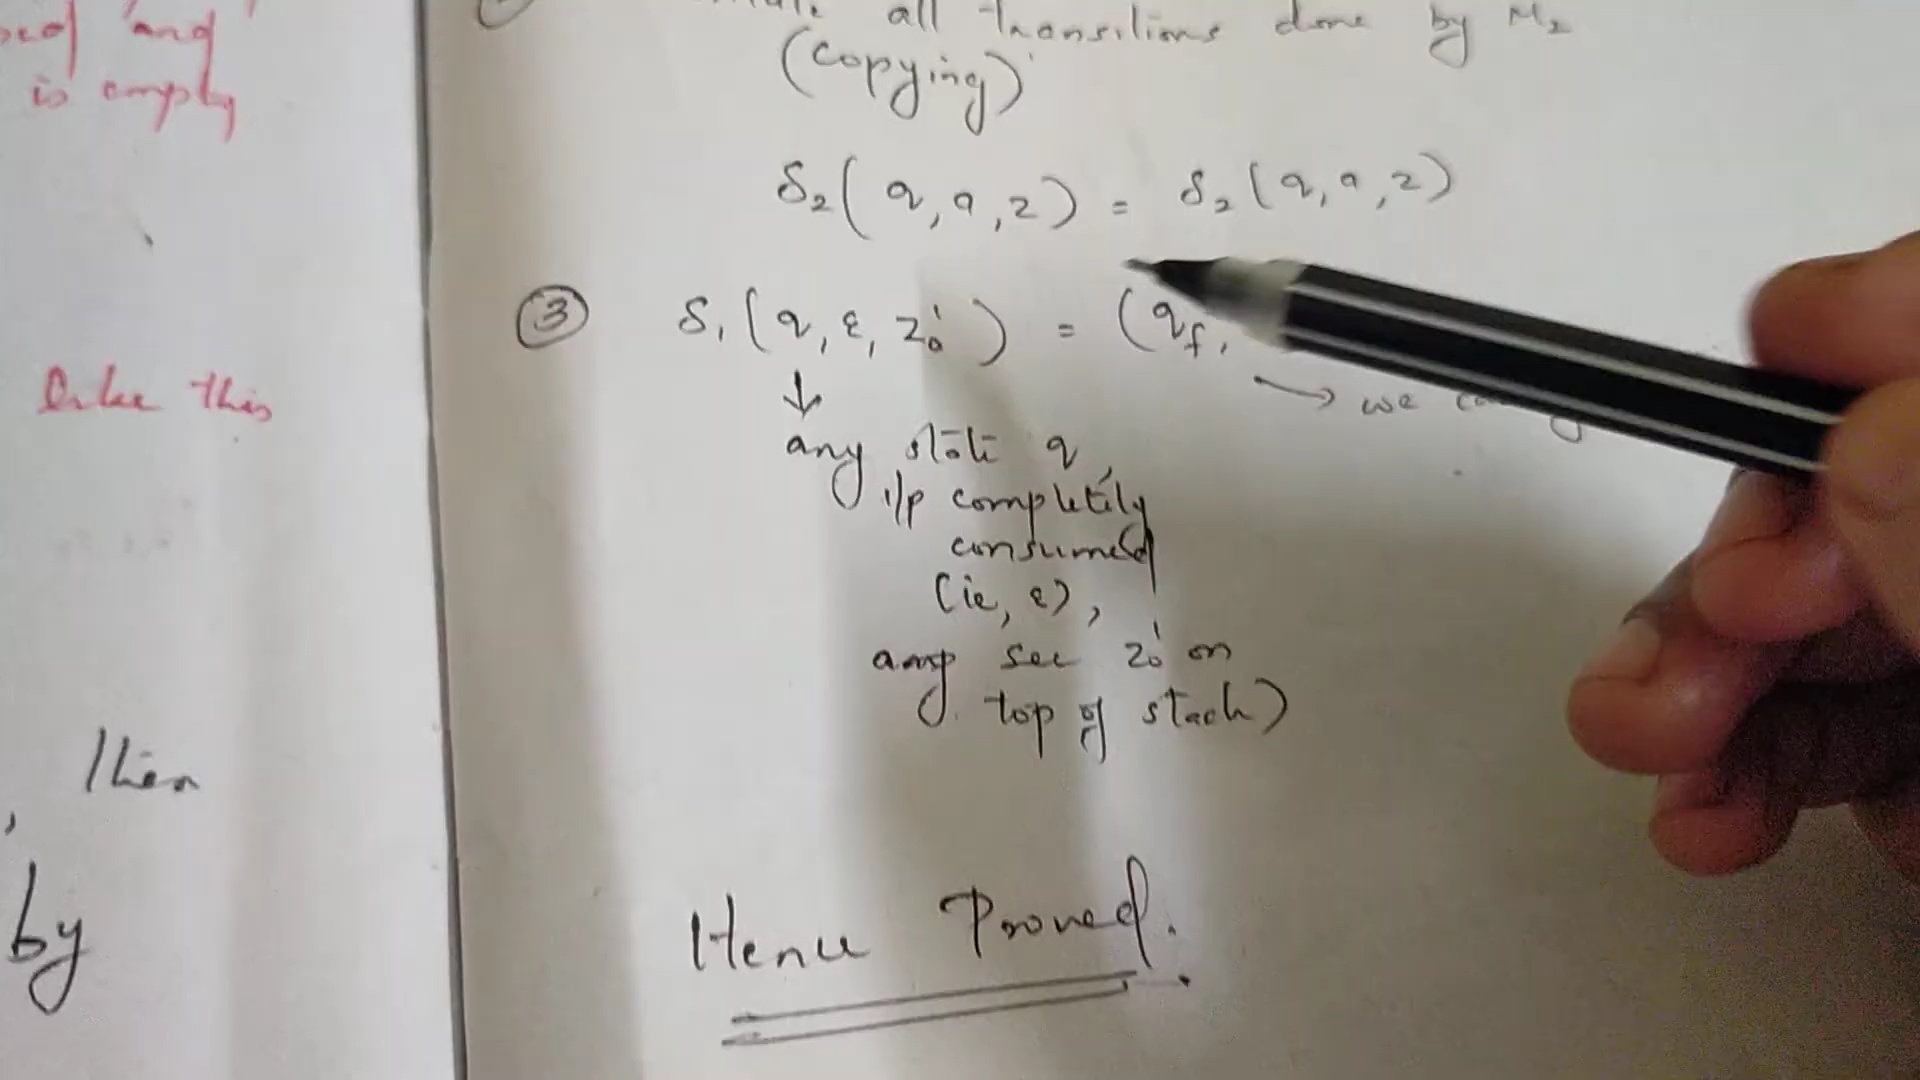 'and'
is empty
all transitions done by M₂
(copying)
δ₂(q, a, z) = δ₂(q, a, z)
③ δ₁(q, ε, z₀') = (q_f,
→ we
↓
any state q,
i/p completely
consumed
(ie, ε),
see z₀' on
top of stack)
like this
then
by
Hence Proved.